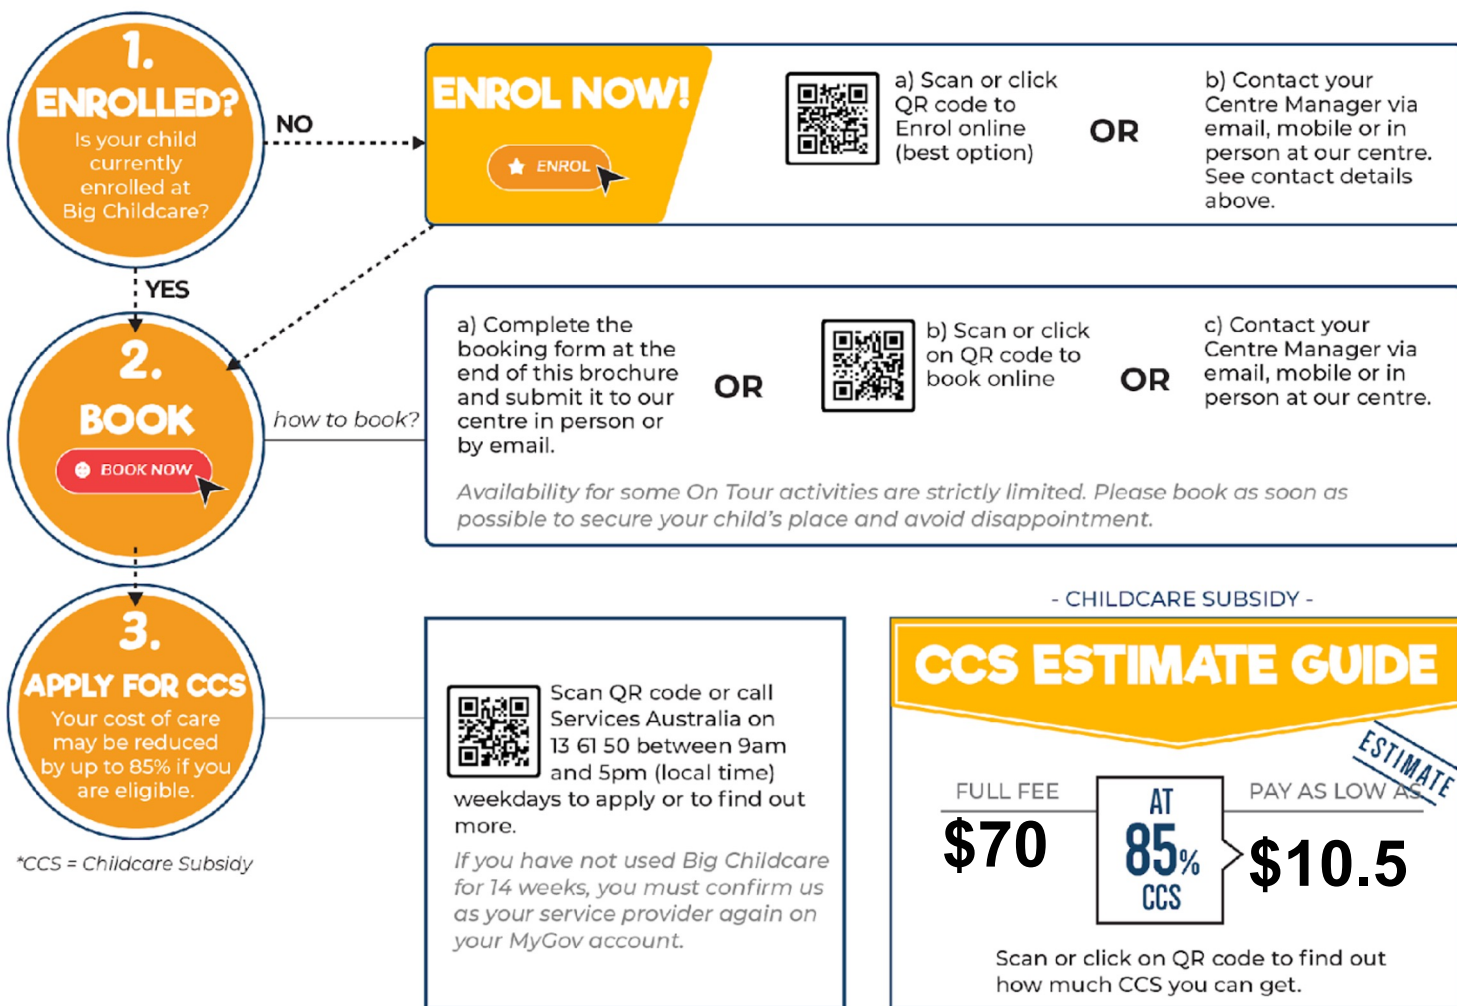 1.
ENROLLED?
Is your child
currently
enrolled at
Big Childcare?
NO
ENROL NOW!
ENROL
a) Scan or click
QR code to
Enrol online
(best option)
OR
b) Contact your
Centre Manager via
email, mobile or in
person at our centre.
See contact details
above.
YES
2.
BOOK
BOOK NOW
how to book?
a) Complete the
booking form at the
end of this brochure
and submit it to our
centre in person or
by email.
OR
b) Scan or click
on QR code to
book online
OR
c) Contact your
Centre Manager via
email, mobile or in
person at our centre.
Availability for some On Tour activities are strictly limited. Please book as soon as
possible to secure your child's place and avoid disappointment.
3.
APPLY FOR CCS
Your cost of care
may be reduced
by up to 85% if you
are eligible.
*CCS = Childcare Subsidy
Scan QR code or call
Services Australia on
13 61 50 between 9am
and 5pm (local time)
weekdays to apply or to find out
more.
If you have not used Big Childcare
for 14 weeks, you must confirm us
as your service provider again on
your MyGov account.
- CHILDCARE SUBSIDY -
CCS ESTIMATE GUIDE
ESTIMATE
FULL FEE
$70
AT
85%
CCS
PAY AS LOW AS
$10.5
Scan or click on QR code to find out
how much CCS you can get.